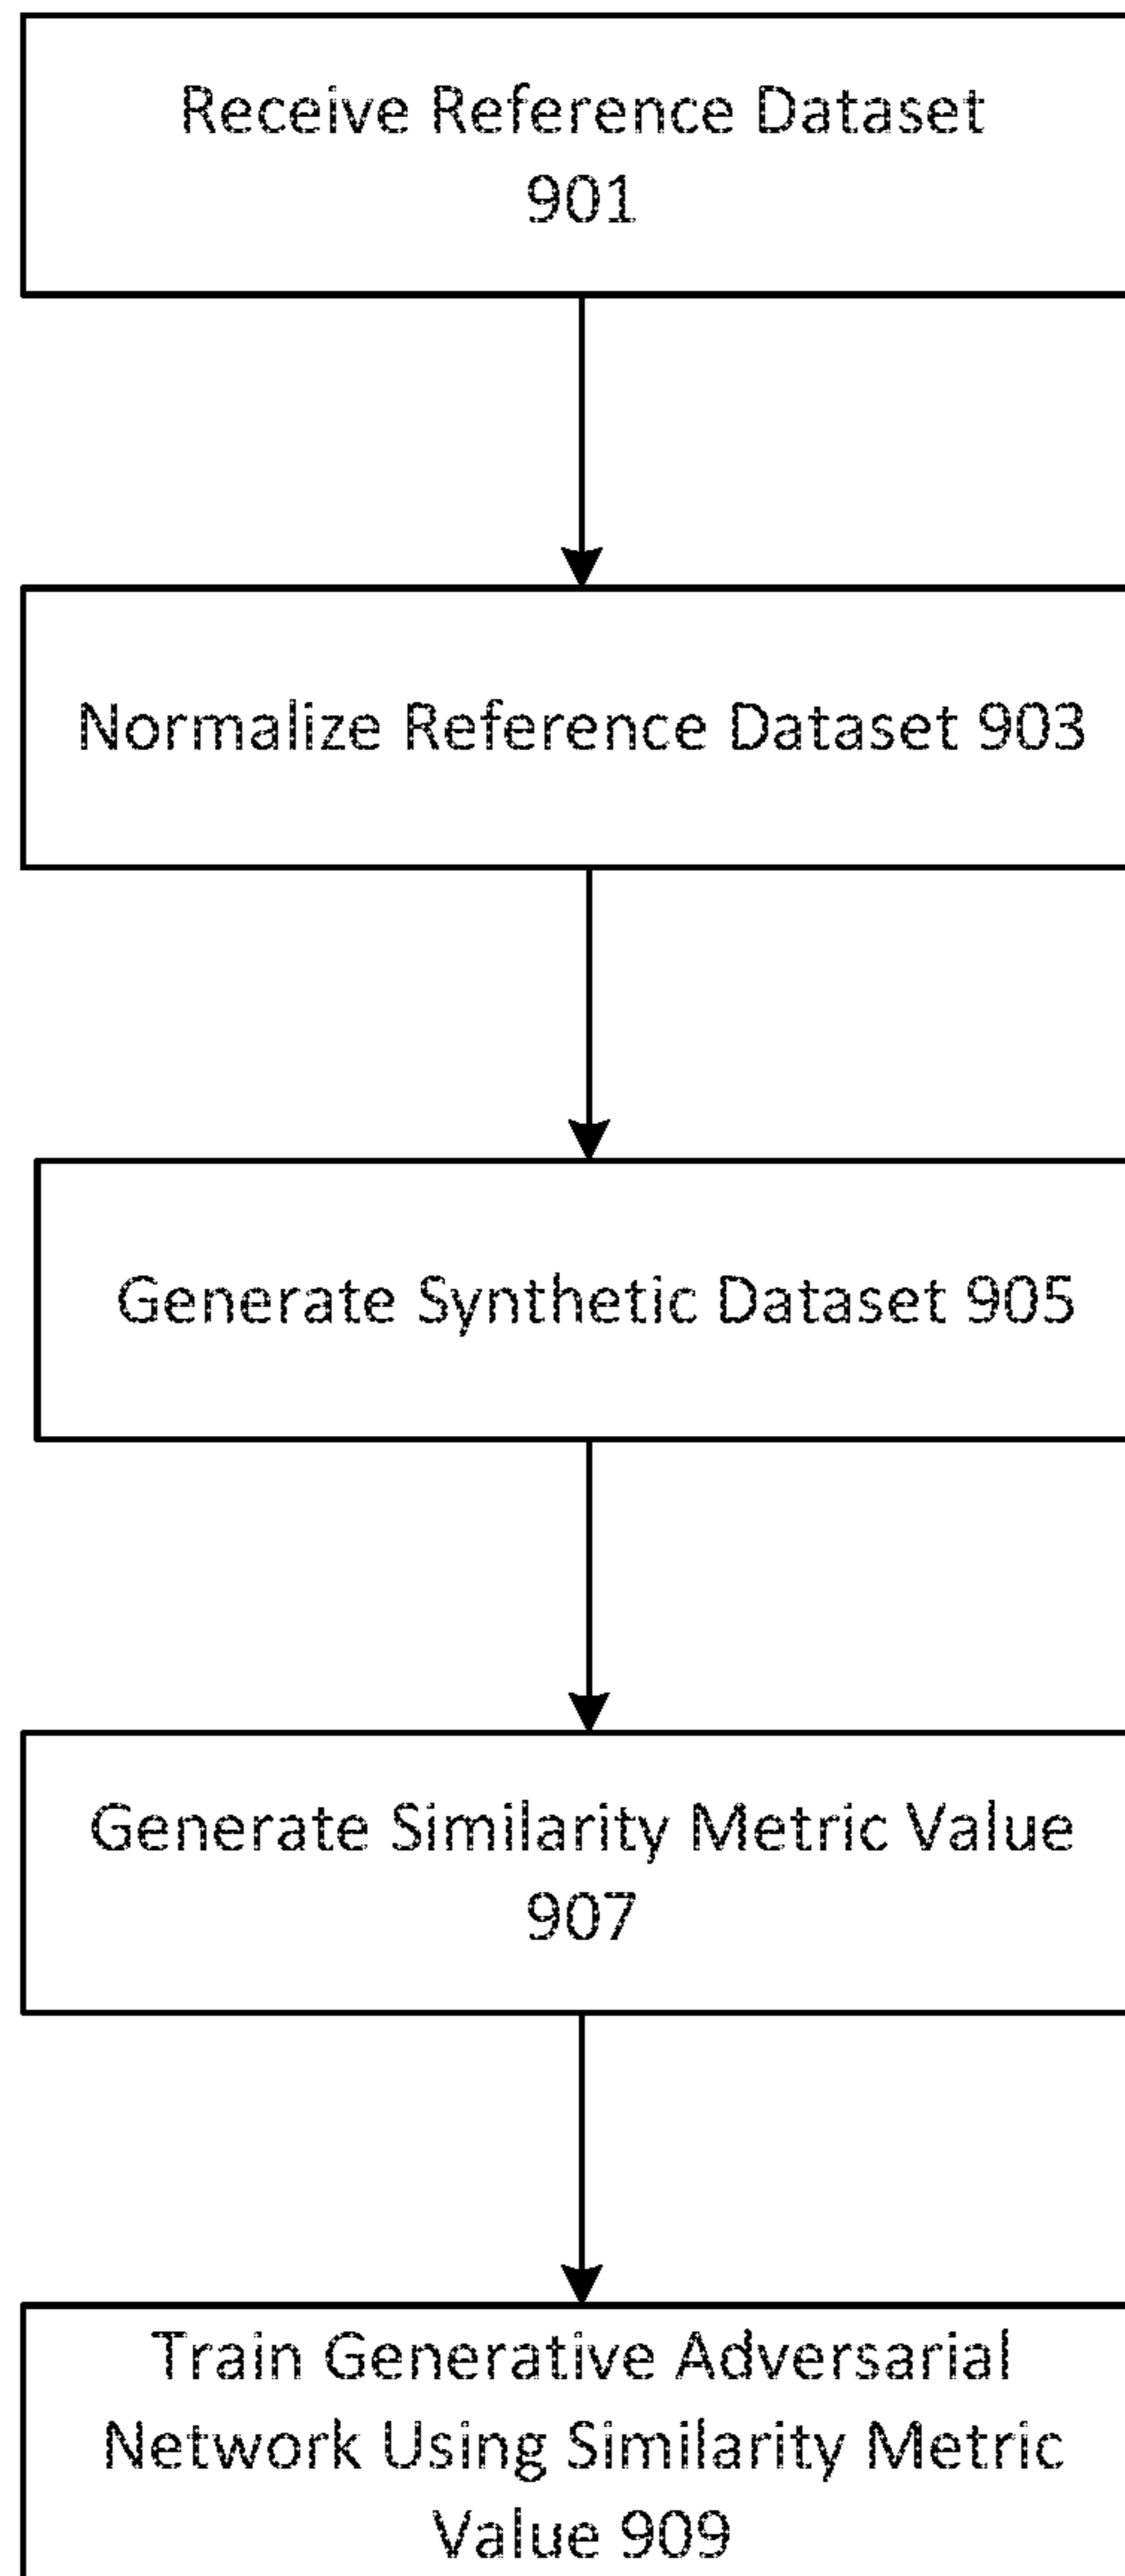 Receive Reference Dataset
901
Normalize Reference Dataset 903
Generate Synthetic Dataset 905
Generate Similarity Metric Value
907
Train Generative Adversarial
Network Using Similarity Metric
Value 909